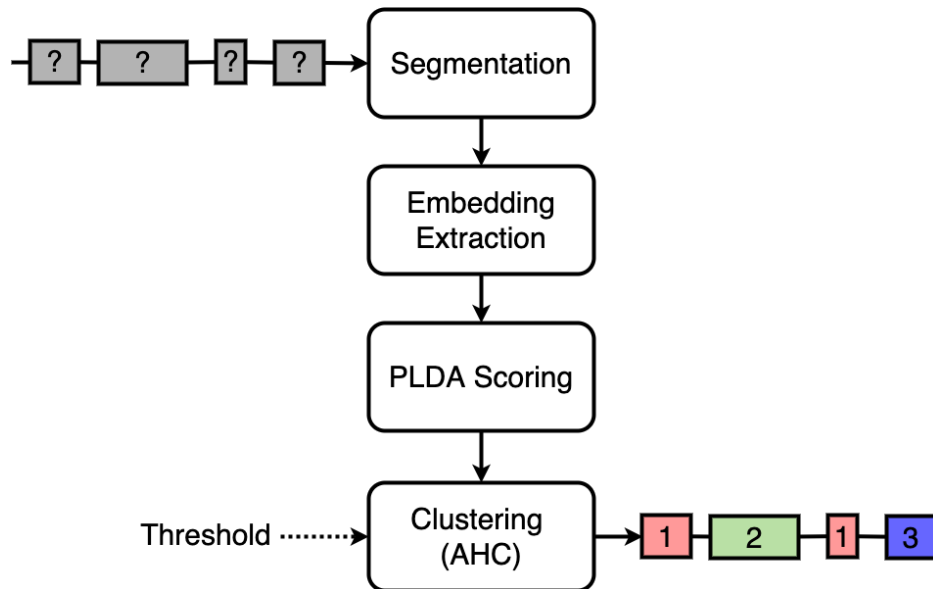 ? ? ? ?
Segmentation
Embedding
Extraction
PLDA Scoring
Threshold
Clustering
(AHC)
1 2 1 3